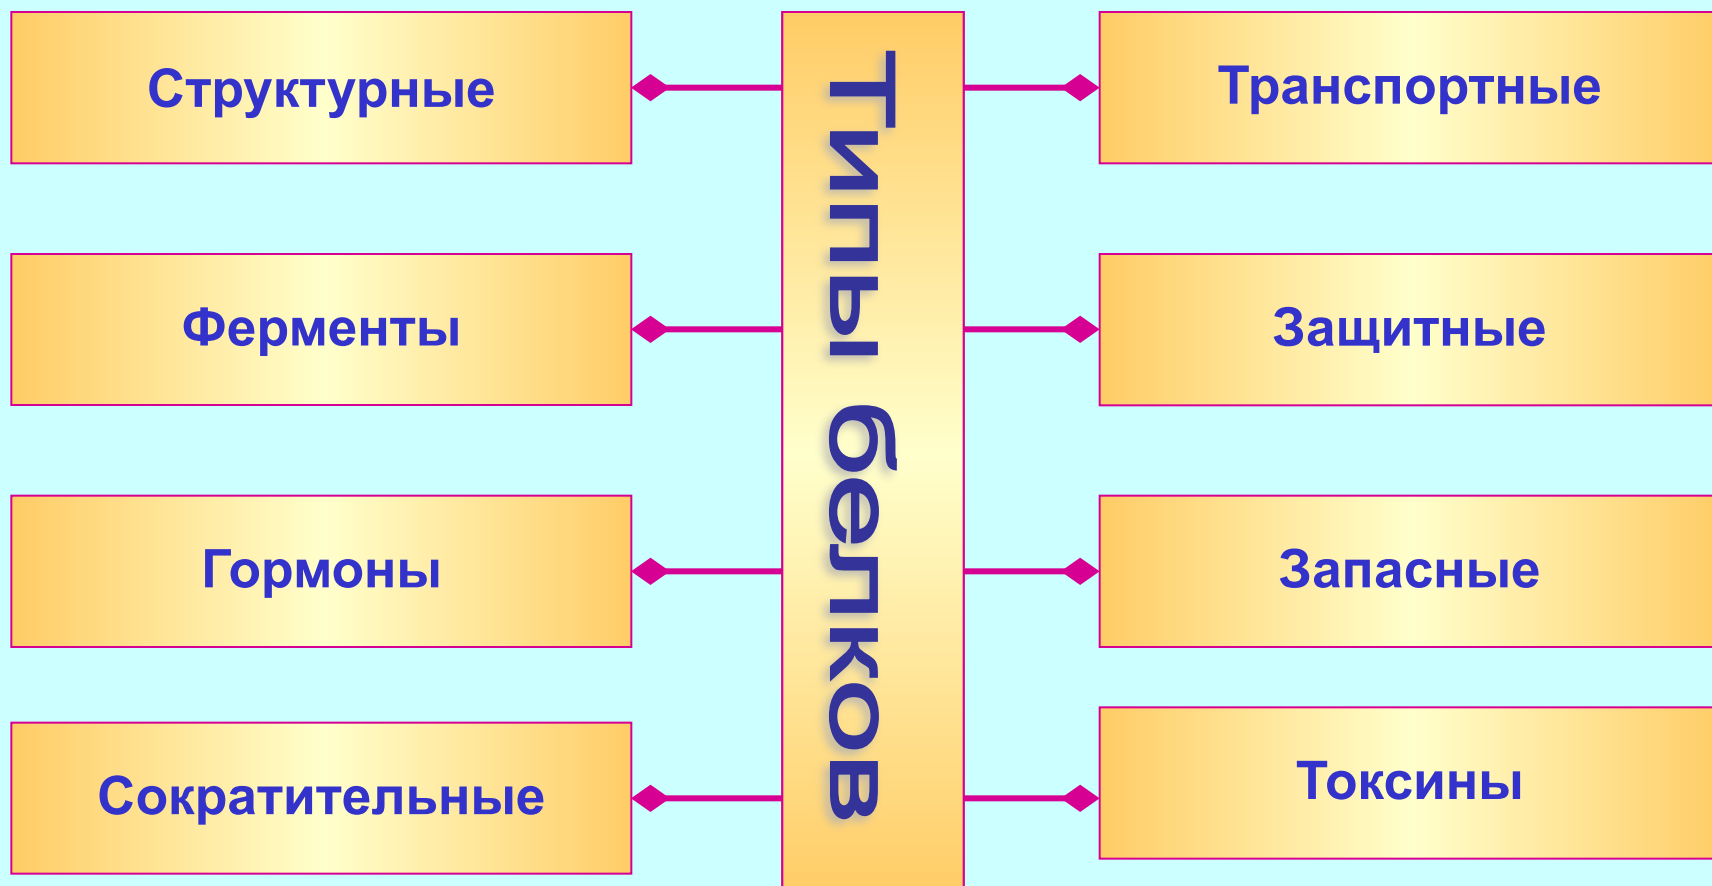 Типы белков
Структурные
Транспортные
Ферменты
Защитные
Гормоны
Запасные
Сократительные
Токсины